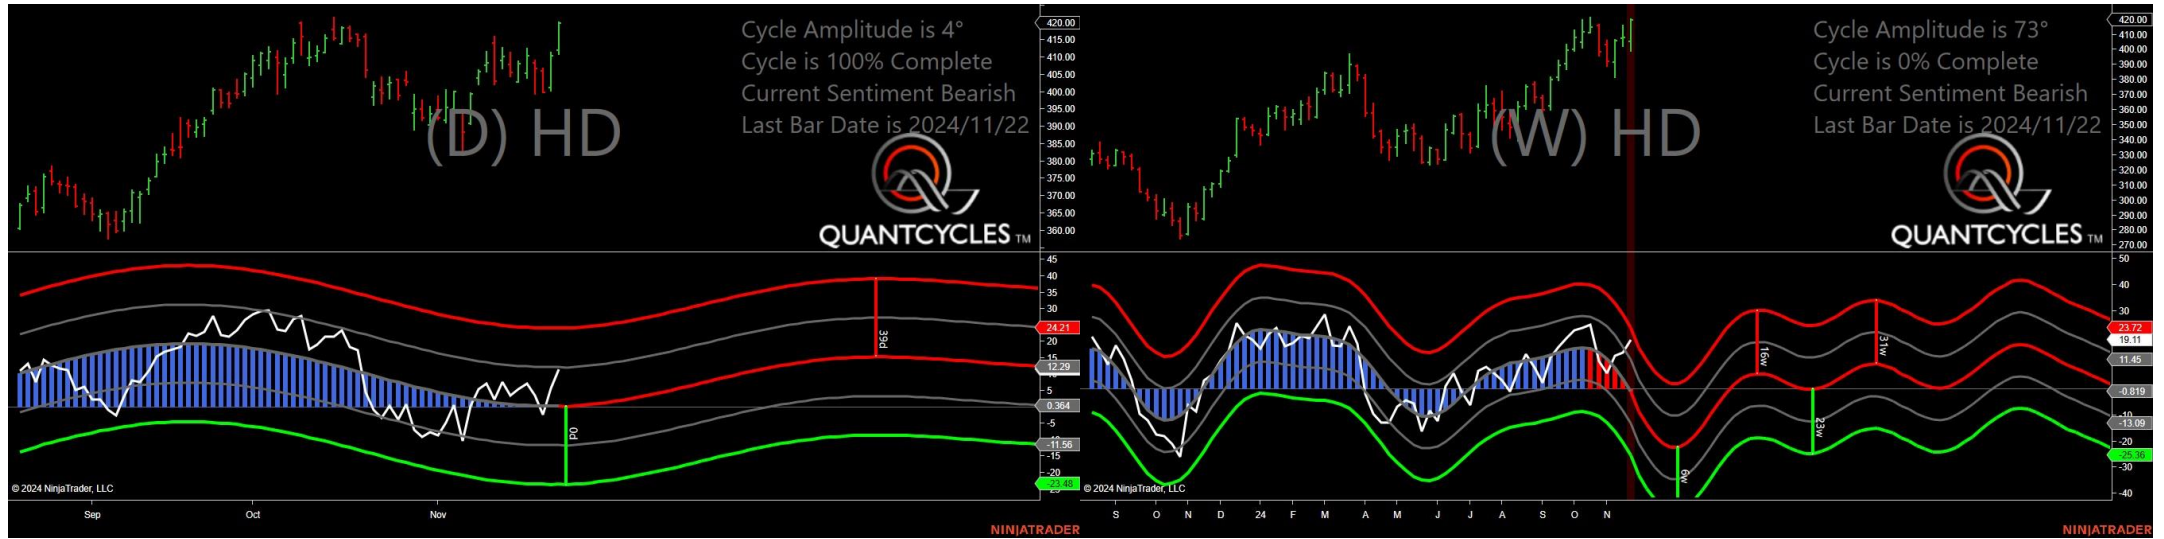 Cycle Amplitude is 4°
Cycle is 100% Complete
Current Sentiment Bearish
Last Bar Date is 2024/11/22
(D) HD
QUANTCYCLES TM
420.00
415.00
410.00
405.00
400.00
395.00
390.00
385.00
380.00
375.00
370.00
365.00
360.00
45
40
35
30
24.21
20
15
12.29
5
0.364
-5
-11.56
-15
-20
-23.48
39d
0d
© 2024 NinjaTrader, LLC
Sep
Oct
Nov
NINJATRADER
Cycle Amplitude is 73°
Cycle is 0% Complete
Current Sentiment Bearish
Last Bar Date is 2024/11/22
(W) HD
QUANTCYCLES TM
420.00
410.00
400.00
390.00
380.00
370.00
360.00
350.00
340.00
330.00
320.00
310.00
300.00
290.00
280.00
270.00
50
40
30
23.72
19.11
11.45
-0.819
-10
-13.09
-20
-25.36
-30
-40
16w
31w
23w
6w
© 2024 NinjaTrader, LLC
S O N D 24 F M A M J J A S O N
NINJATRADER